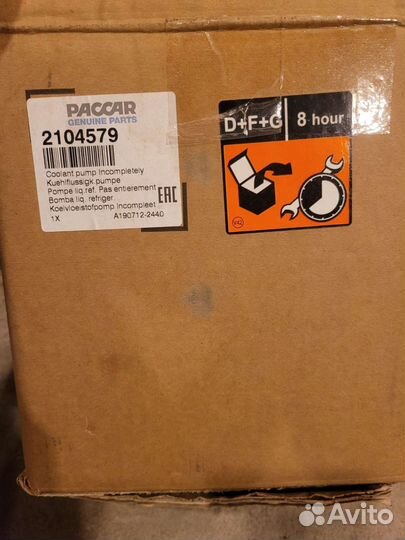 PACCAR
GENUINE PARTS
2104579
Coolant pump Incompletely
Kuehlflussigk.pumpe
Pompe liq.ref. Pas entierement
Bomba liq. refriger.
Koelvloeistofpomp.Incompleet
1X A190712-2440
EAC
D+F+C 8 hour
Avito